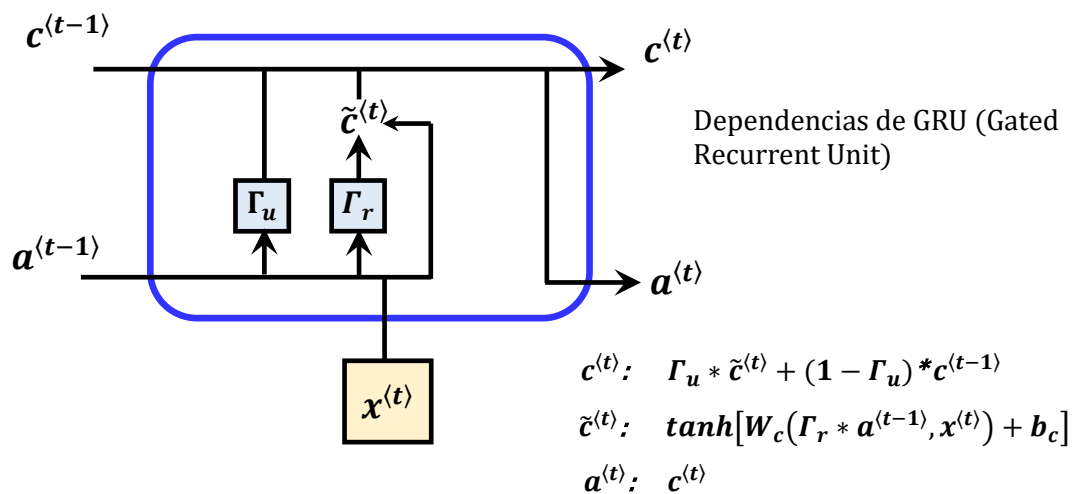 c⟨t−1⟩
c⟨t⟩
c̃⟨t⟩
Dependencias de GRU (Gated
Recurrent Unit)
Γu
Γr
a⟨t−1⟩
a⟨t⟩
x⟨t⟩
c⟨t⟩: Γu * c̃⟨t⟩ + (1 − Γu) * c⟨t−1⟩
c̃⟨t⟩: tanh[Wc(Γr * a⟨t−1⟩, x⟨t⟩) + bc]
a⟨t⟩: c⟨t⟩